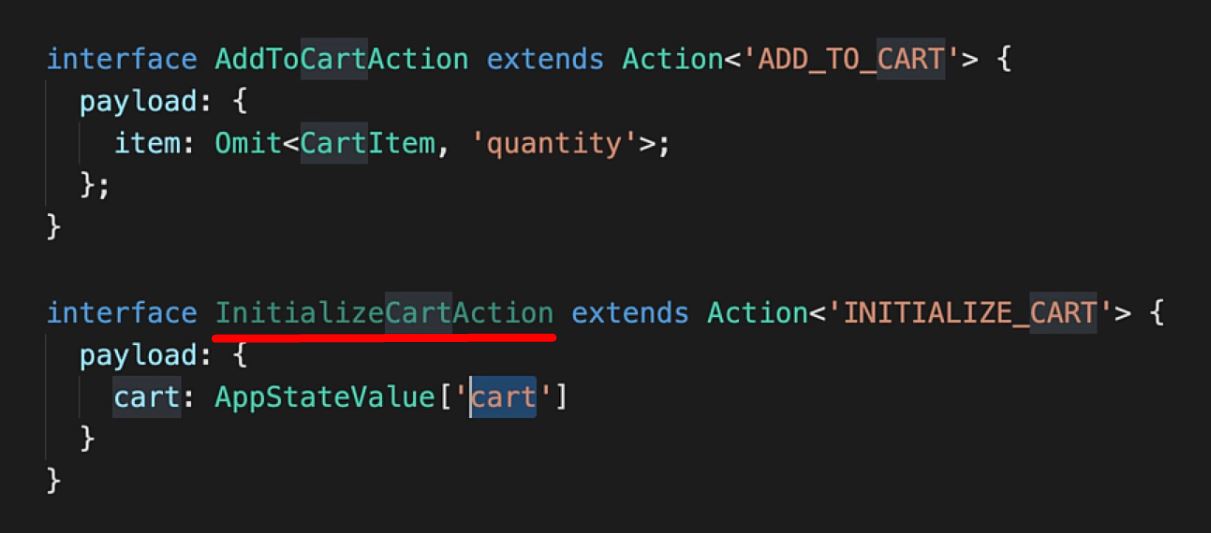 interface AddToCartAction extends Action<'ADD_TO_CART'> {
payload: {
item: Omit<CartItem, 'quantity'>;
};
}
interface InitializeCartAction extends Action<'INITIALIZE_CART'> {
payload: {
cart: AppStateValue['cart']
}
}